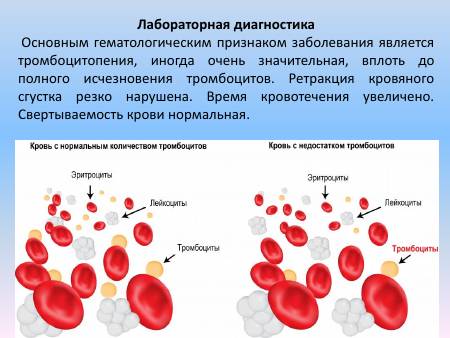 Лабораторная диагностика
Основным гематологическим признаком заболевания является
тромбоцитопения, иногда очень значительная, вплоть до
полного исчезновения тромбоцитов. Ретракция кровяного
сгустка резко нарушена. Время кровотечения увеличено.
Свертываемость крови нормальная.
Кровь с нормальным количеством тромбоцитов
Эритроциты
Лейкоциты
Тромбоциты
Кровь с недостатком тромбоцитов
Эритроциты
Лейкоциты
Тромбоциты